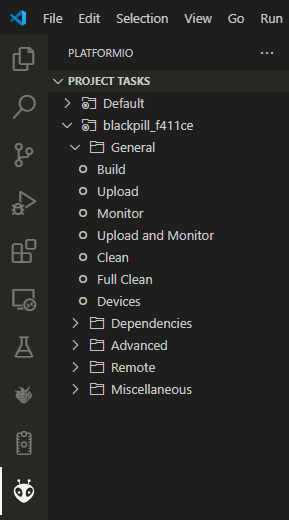 File Edit Selection View Go Run
PLATFORMIO
PROJECT TASKS
Default
blackpill_f411ce
General
Build
Upload
Monitor
Upload and Monitor
Clean
Full Clean
Devices
Dependencies
Advanced
Remote
Miscellaneous